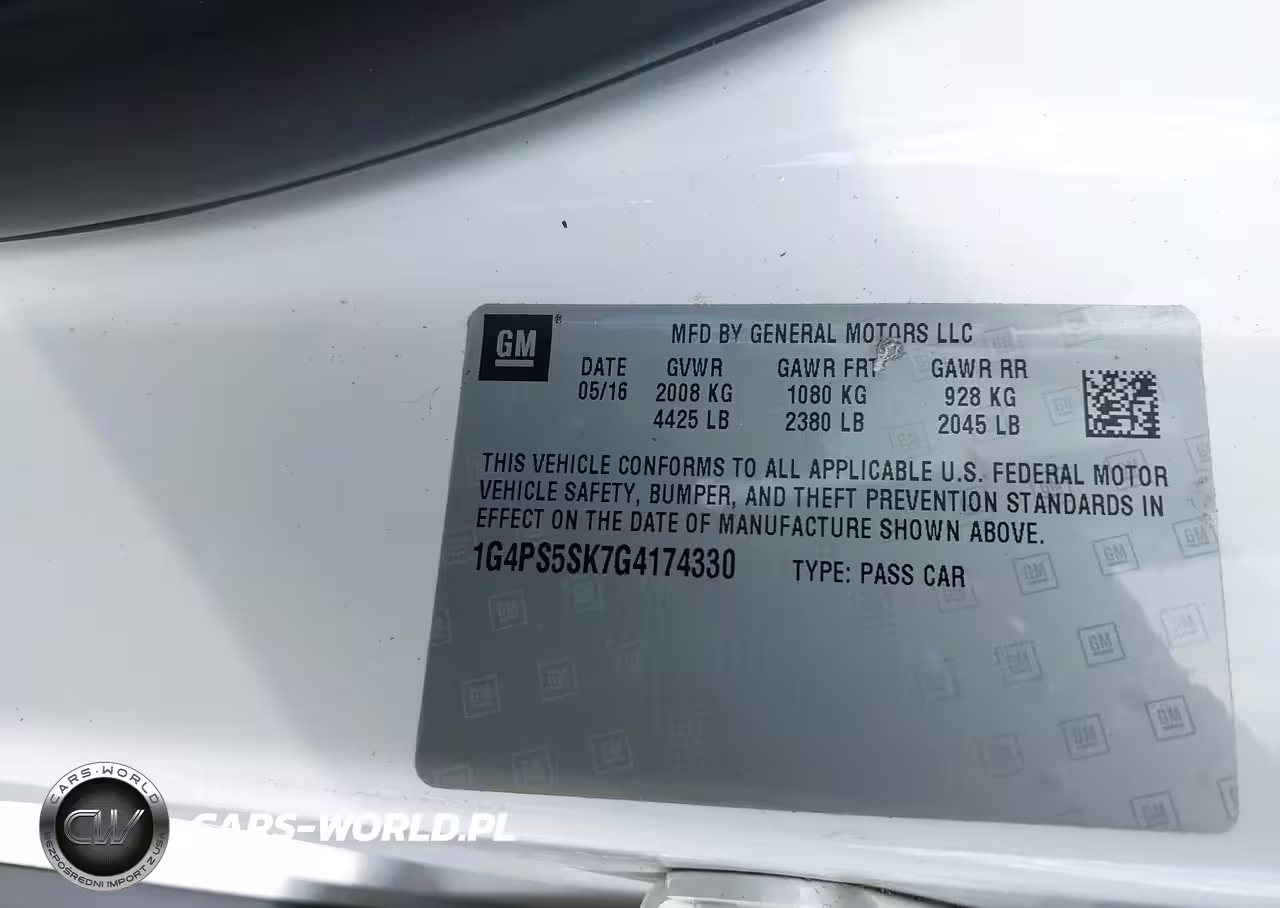 GM®
MFD BY GENERAL MOTORS LLC
DATE GVWR GAWR FRT GAWR RR
05/16 2008 KG 1080 KG 928 KG
4425 LB 2380 LB 2045 LB
THIS VEHICLE CONFORMS TO ALL APPLICABLE U.S. FEDERAL MOTOR
VEHICLE SAFETY, BUMPER, AND THEFT PREVENTION STANDARDS IN
EFFECT ON THE DATE OF MANUFACTURE SHOWN ABOVE.
1G4PS5SK7G4174330 TYPE: PASS CAR
CARS-WORLD
CW
BEZPOŚREDNI IMPORT Z USA
CARS-WORLD.PL